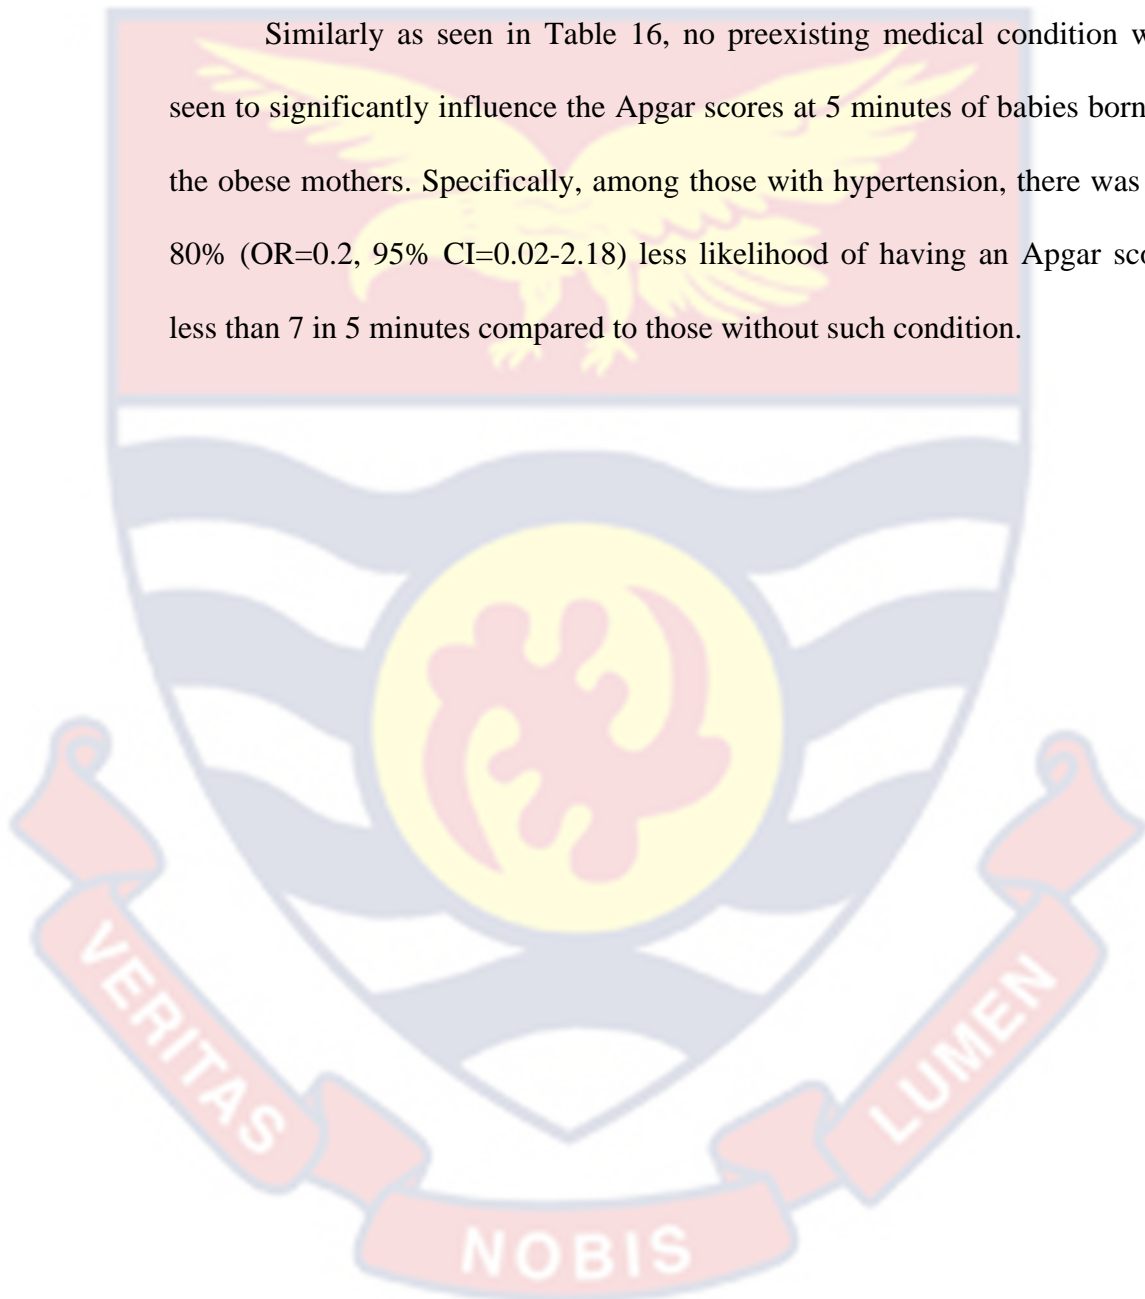 Similarly as seen in Table 16, no preexisting medical condition w
seen to significantly influence the Apgar scores at 5 minutes of babies born
the obese mothers. Specifically, among those with hypertension, there was
80% (OR=0.2, 95% CI=0.02-2.18) less likelihood of having an Apgar sco
less than 7 in 5 minutes compared to those without such condition.
VERITAS
NOBIS
LUMEN